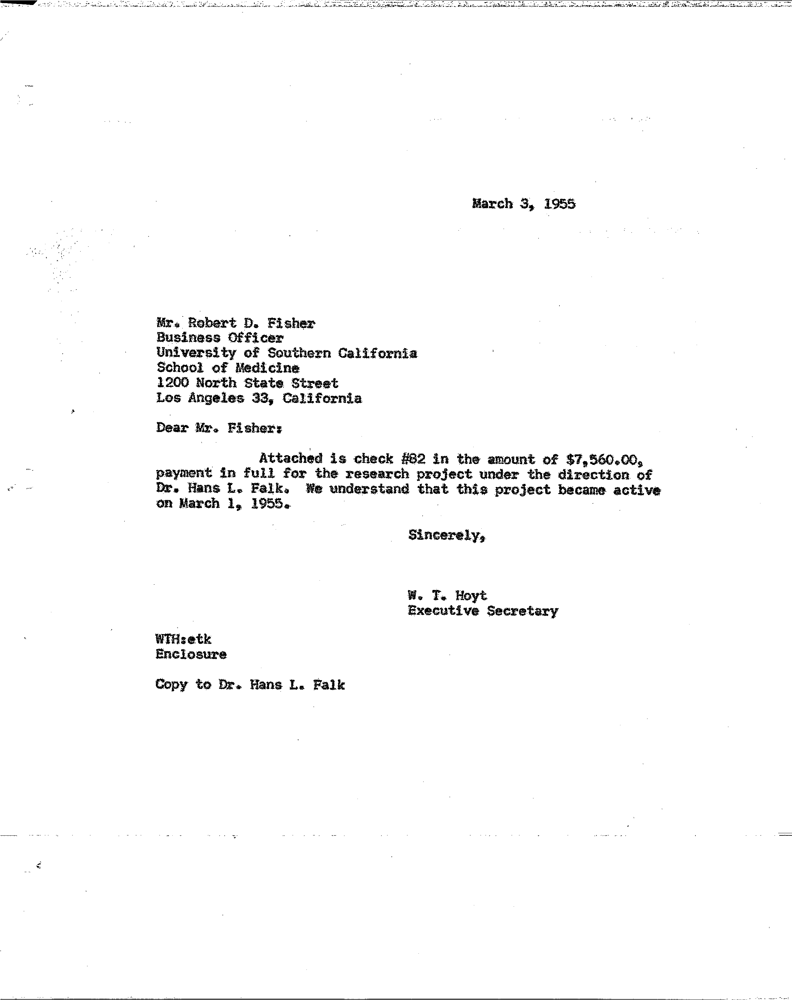 March 3, 1955
Mr. Robert D. Fisher
Business Officer
University of Southern California
School of Medicine
1200 North State Street
Los Angeles 33, California
Dear Mr. Fisher:
Attached is check #82 in the amount of $7,560.00,
payment in full for the research project under the direction of
Dr. Hans L. Falk. We understand that this project became active
on March 1, 1955.
Sincerely,
W. T. Hoyt
Executive Secretary
WTH:etk
Enclosure
Copy to Dr. Hans L. Falk